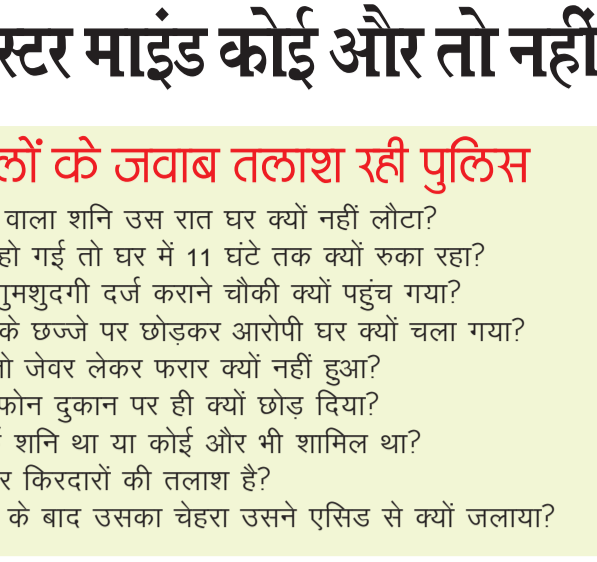 स्टर माइंड कोई और तो नहीं
लों के जवाब तलाश रही पुलिस
वाला शनि उस रात घर क्यों नहीं लौटा?
हो गई तो घर में 11 घंटे तक क्यों रुका रहा?
गुमशुदगी दर्ज कराने चौकी क्यों पहुंच गया?
के छज्जे पर छोड़कर आरोपी घर क्यों चला गया?
तो जेवर लेकर फरार क्यों नहीं हुआ?
फोन दुकान पर ही क्यों छोड़ दिया?
शनि था या कोई और भी शामिल था?
र किरदारों की तलाश है?
के बाद उसका चेहरा उसने एसिड से क्यों जलाया?